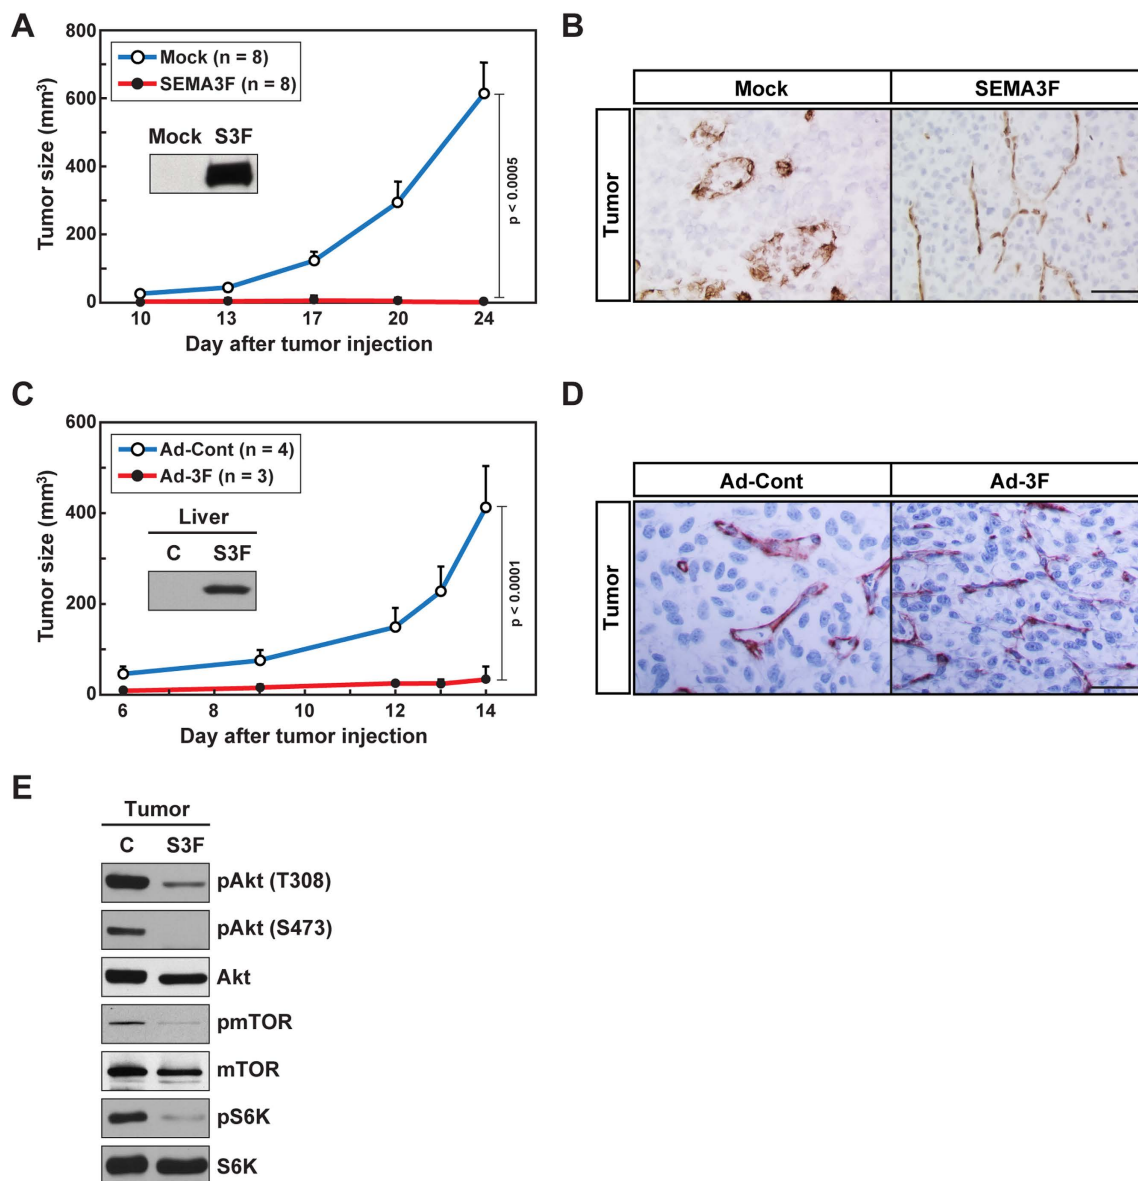 A
Tumor size (mm³)
800
600
400
200
0
Mock (n = 8)
SEMA3F (n = 8)
Mock S3F
p < 0.0005
10 13 17 20 24
Day after tumor injection
B
Mock SEMA3F
Tumor
C
Tumor size (mm³)
600
400
200
0
Ad-Cont (n = 4)
Ad-3F (n = 3)
Liver
C S3F
p < 0.0001
6 8 10 12 14
Day after tumor injection
D
Ad-Cont Ad-3F
Tumor
E
Tumor
C S3F
pAkt (T308)
pAkt (S473)
Akt
pmTOR
mTOR
pS6K
S6K